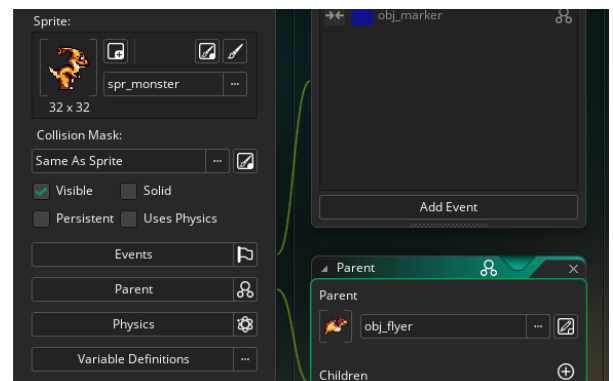 Sprite:
spr_monster
32 x 32
Collision Mask:
Same As Sprite
Visible
Solid
Persistent
Uses Physics
Events
Parent
Physics
Variable Definitions
obj_marker
Add Event
Parent
Parent
obj_flyer
Children